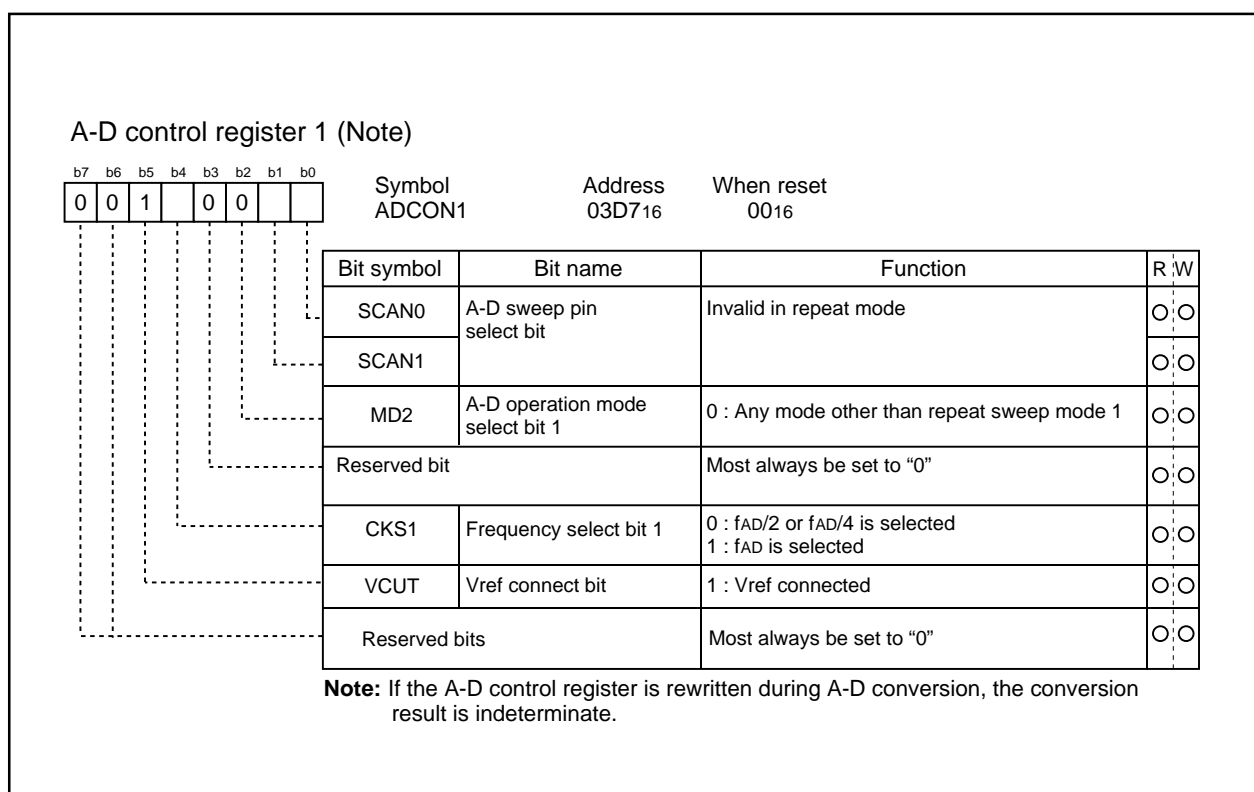 A-D control register 1 (Note)
b7 b6 b5 b4 b3 b2 b1 b0
0 0 1 0 0
Symbol Address When reset
ADCON1 03D716 0016
Bit symbol Bit name Function R W
SCAN0 A-D sweep pin select bit Invalid in repeat mode O O
SCAN1 O O
MD2 A-D operation mode select bit 1 0 : Any mode other than repeat sweep mode 1 O O
Reserved bit Most always be set to “0” O O
CKS1 Frequency select bit 1 0 : fAD/2 or fAD/4 is selected
1 : fAD is selected O O
VCUT Vref connect bit 1 : Vref connected O O
Reserved bits Most always be set to “0” O O
Note: If the A-D control register is rewritten during A-D conversion, the conversion
result is indeterminate.